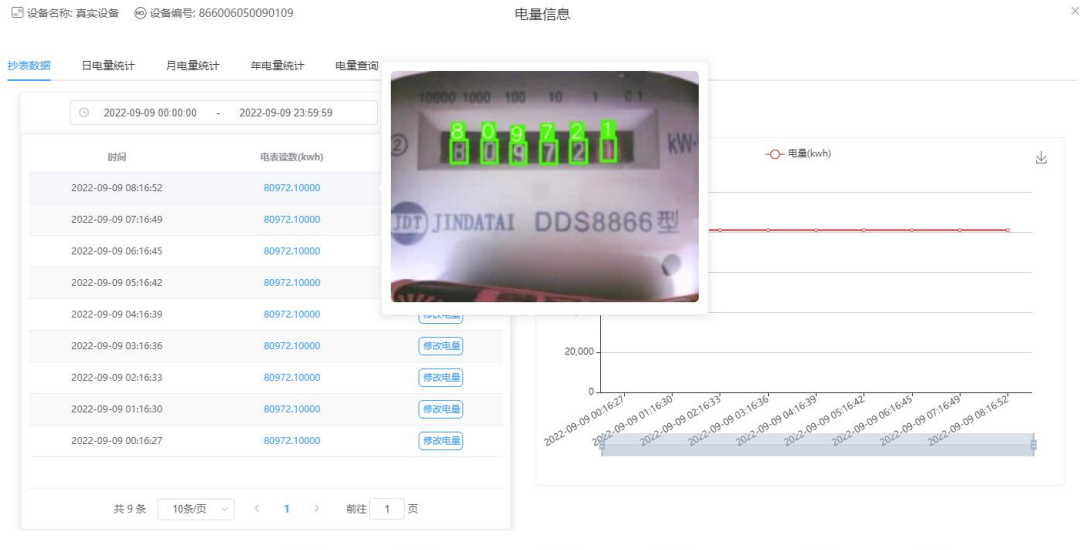 设备名称: 真实设备 NO 设备编号: 866006050090109
电量信息
抄表数据 日电量统计 月电量统计 年电量统计 电量查询
2022-09-09 00:00:00 - 2022-09-09 23:59:59
时间 电表读数(kwh)
2022-09-09 08:16:52 80972.10000
2022-09-09 07:16:49 80972.10000
2022-09-09 06:16:45 80972.10000
2022-09-09 05:16:42 80972.10000
2022-09-09 04:16:39 80972.10000 修改电量
2022-09-09 03:16:36 80972.10000 修改电量
2022-09-09 02:16:33 80972.10000 修改电量
2022-09-09 01:16:30 80972.10000 修改电量
2022-09-09 00:16:27 80972.10000 修改电量
共 9 条 10条/页 < 1 > 前往 1 页
10000 1000 100 10 1 0.1
8 0 9 7 2 1
② 8 0 9 7 2 1 kW·
JDT JINDATAI DDS8866型
电量(kwh)
20,000
0
2022-09-09 00:16:27
2022-09-09 01:16:30
2022-09-09 02:16:33
2022-09-09 03:16:36
2022-09-09 04:16:39
2022-09-09 05:16:42
2022-09-09 06:16:45
2022-09-09 07:16:49
2022-09-09 08:16:52